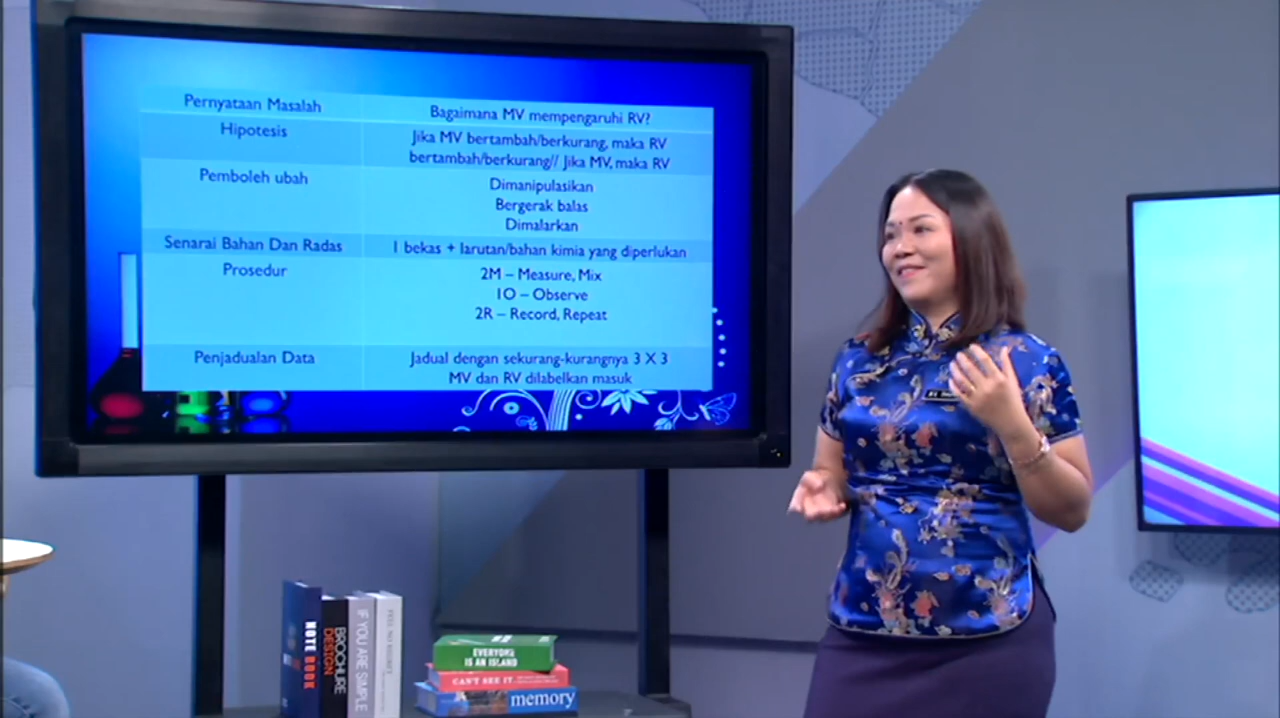 Pernyataan Masalah
Bagaimana MV mempengaruhi RV?
Hipotesis
Jika MV bertambah/berkurang, maka RV
bertambah/berkurang// Jika MV, maka RV
Pemboleh ubah
Dimanipulasikan
Bergerak balas
Dimalarkan
Senarai Bahan Dan Radas
1 bekas + larutan/bahan kimia yang diperlukan
Prosedur
2M – Measure, Mix
1O – Observe
2R – Record, Repeat
Penjadualan Data
Jadual dengan sekurang-kurangnya 3 X 3
MV dan RV dilabelkan masuk
NOTE BOOK
BROCHURE DESIGN
IF YOU ARE SIMPLE
EVERYONE
IS AN ISLAND
CAN'T SEE IT
memory